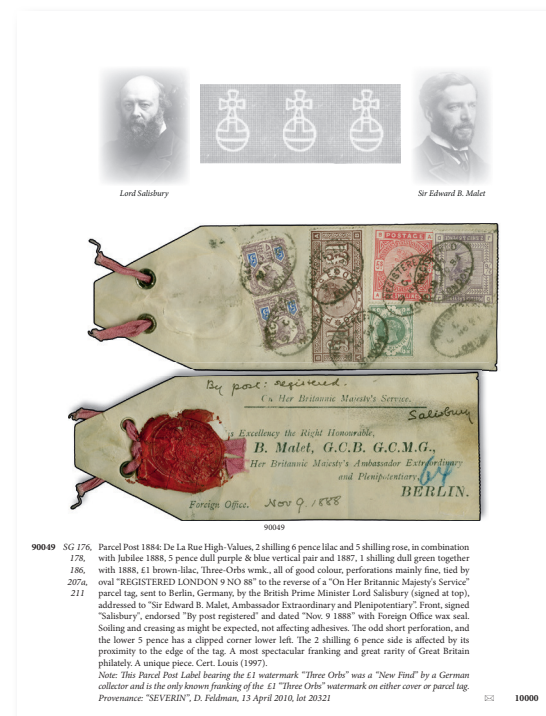 Lord Salisbury
Sir Edward B. Malet
POSTAGE
By post: registered.
On Her Britannic Majesty's Service.
Salisbury
s Excellency the Right Honourable,
B. Malet, G.C.B. G.C.M.G.,
Her Britannic Majesty's Ambassador Extraordinary
and Plenipotentiary,
64
BERLIN.
Foreign Office. Nov 9. 1888
90049
90049 SG 176, Parcel Post 1884: De La Rue High-Values, 2 shilling 6 pence lilac and 5 shilling rose, in combination
178, with Jubilee 1888, 5 pence dull purple & blue vertical pair and 1887, 1 shilling dull green together
186, with 1888, £1 brown-lilac, Three-Orbs wmk., all of good colour, perforations mainly fine, tied by
207a, oval "REGISTERED LONDON 9 NO 88" to the reverse of a "On Her Britannic Majesty's Service"
211 parcel tag, sent to Berlin, Germany, by the British Prime Minister Lord Salisbury (signed at top),
addressed to "Sir Edward B. Malet, Ambassador Extraordinary and Plenipotentiary". Front, signed
"Salisbury", endorsed "By post registered" and dated "Nov. 9 1888" with Foreign Office wax seal.
Soiling and creasing as might be expected, not affecting adhesives. The odd short perforation, and
the lower 5 pence has a clipped corner lower left. The 2 shilling 6 pence side is affected by its
proximity to the edge of the tag. A most spectacular franking and great rarity of Great Britain
philately. A unique piece. Cert. Louis (1997).
Note: This Parcel Post Label bearing the £1 watermark "Three Orbs" was a "New Find" by a German
collector and is the only known franking of the £1 "Three Orbs" watermark on either cover or parcel tag.
Provenance: "SEVERIN", D. Feldman, 13 April 2010, lot 20321
10000